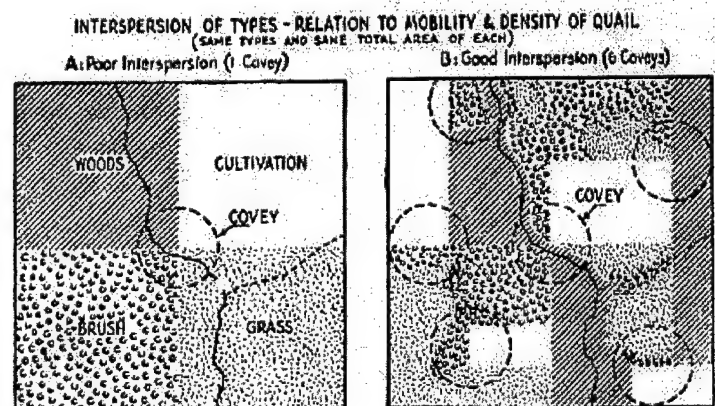 INTERSPERSION OF TYPES - RELATION TO MOBILITY & DENSITY OF QUAIL
(SAME TYPES AND SAME TOTAL AREA OF EACH)
A: Poor Interspersion (1 Covey)
B: Good Interspersion (6 Coveys)
WOODS
CULTIVATION
COVEY
BRUSH
GRASS
COVEY